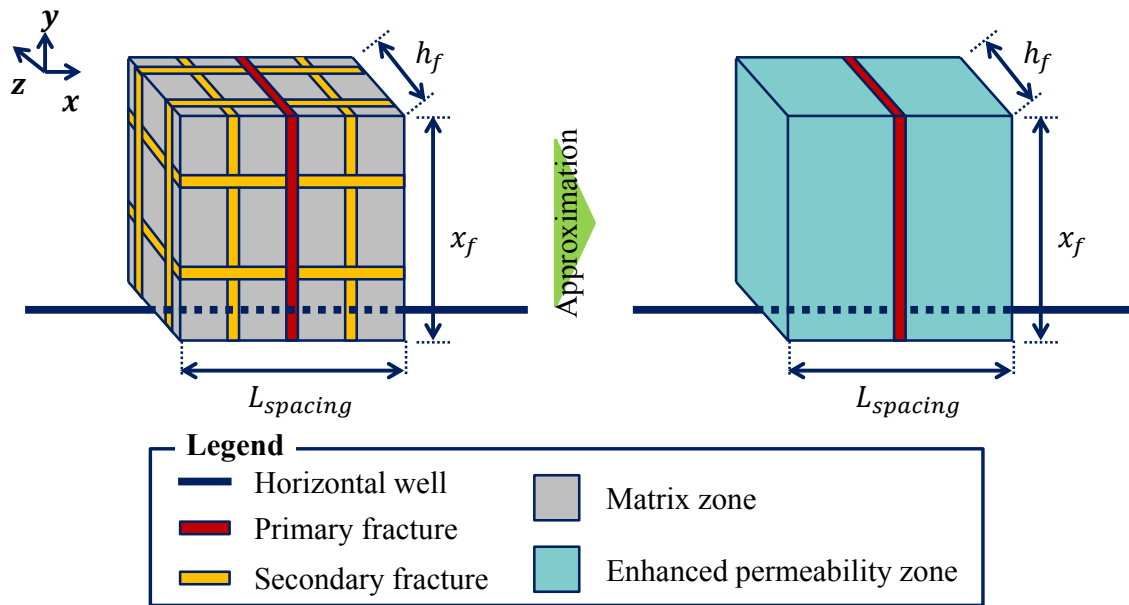 y
z
x
h_f
x_f
L_spacing
Approximation
h_f
x_f
L_spacing
Legend
Horizontal well
Primary fracture
Secondary fracture
Matrix zone
Enhanced permeability zone